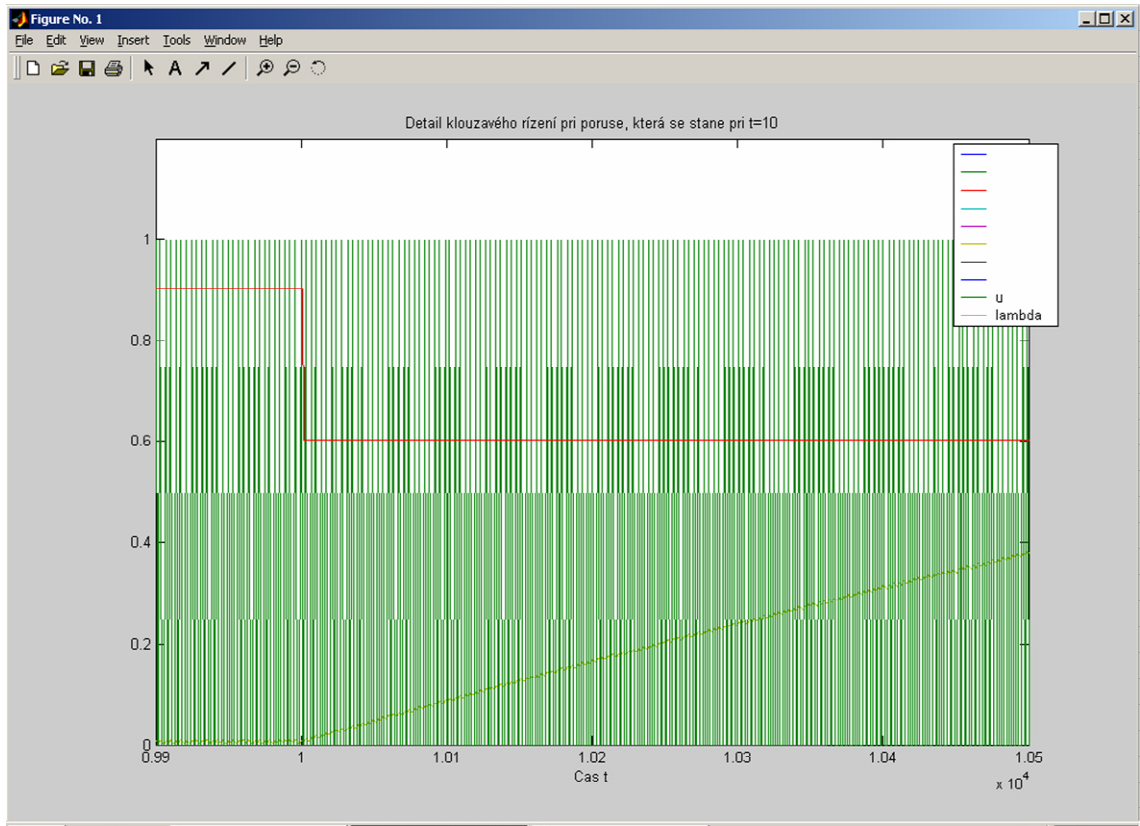 Figure No. 1
File Edit View Insert Tools Window Help
A
Detail klouzavého rízení pri poruse, která se stane pri t=10
1
0.8
0.6
0.4
0.2
0
u
lambda
0.99 1 1.01 1.02 1.03 1.04 1.05
Cas t
x 10^4